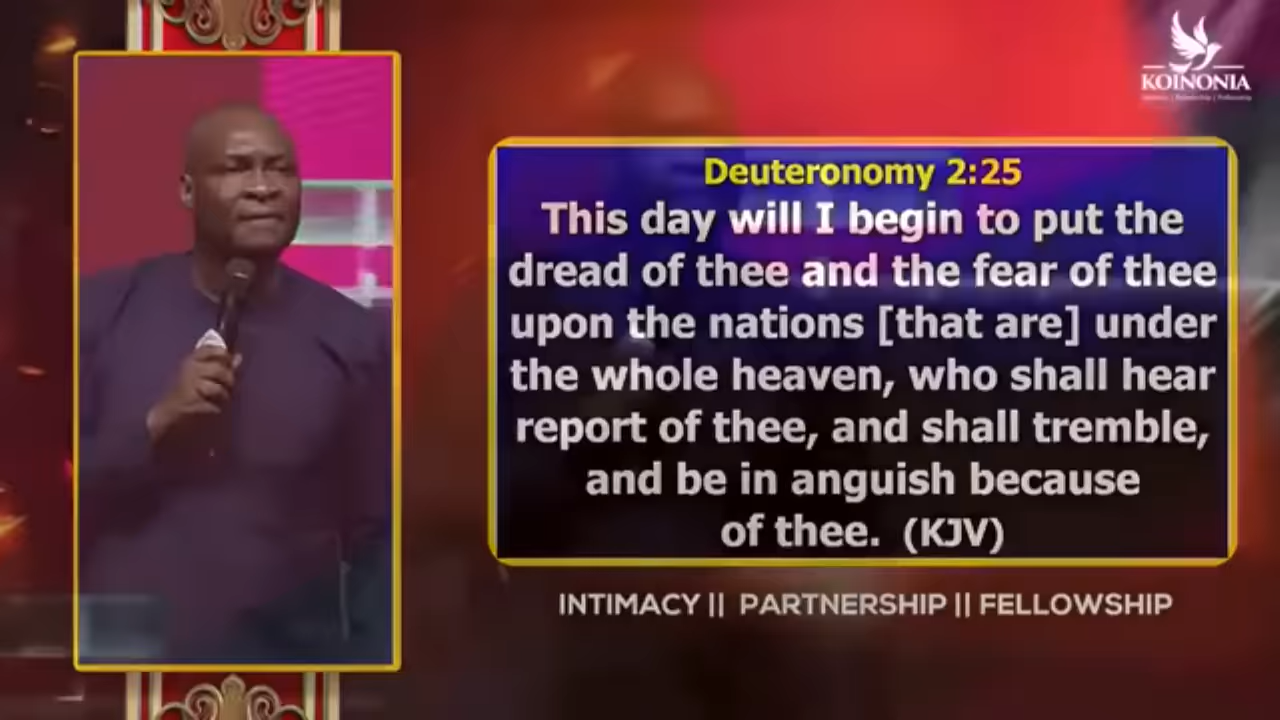 KOINONIA
Deuteronomy 2:25
This day will I begin to put the
dread of thee and the fear of thee
upon the nations [that are] under
the whole heaven, who shall hear
report of thee, and shall tremble,
and be in anguish because
of thee. (KJV)
INTIMACY || PARTNERSHIP || FELLOWSHIP